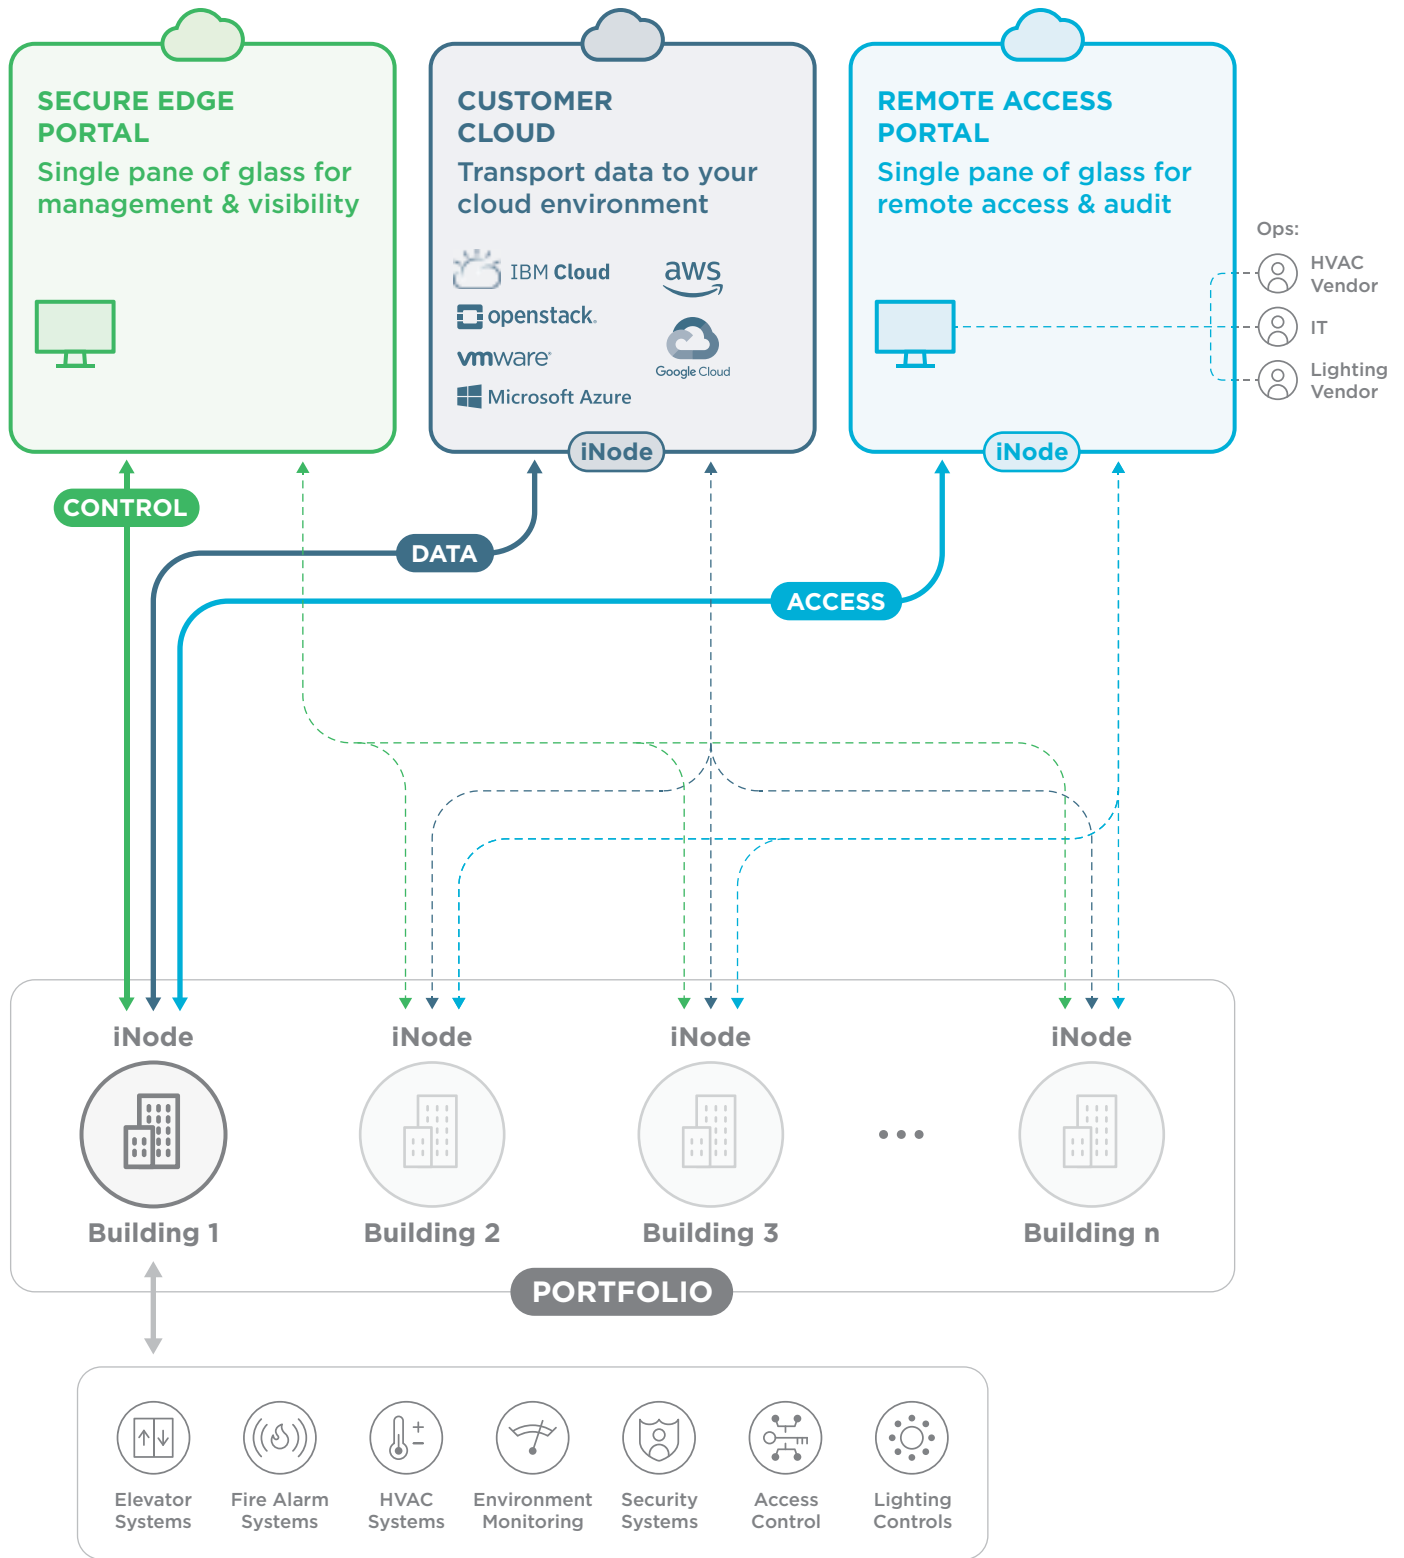 SECURE EDGE
PORTAL
Single pane of glass for
management & visibility
CUSTOMER
CLOUD
Transport data to your
cloud environment
IBM Cloud
aws
openstack.
vmware®
Google Cloud
Microsoft Azure
iNode
REMOTE ACCESS
PORTAL
Single pane of glass for
remote access & audit
iNode
Ops:
HVAC
Vendor
IT
Lighting
Vendor
CONTROL
DATA
ACCESS
iNode
iNode
iNode
iNode
Building 1
Building 2
Building 3
Building n
PORTFOLIO
Elevator
Systems
Fire Alarm
Systems
HVAC
Systems
Environment
Monitoring
Security
Systems
Access
Control
Lighting
Controls